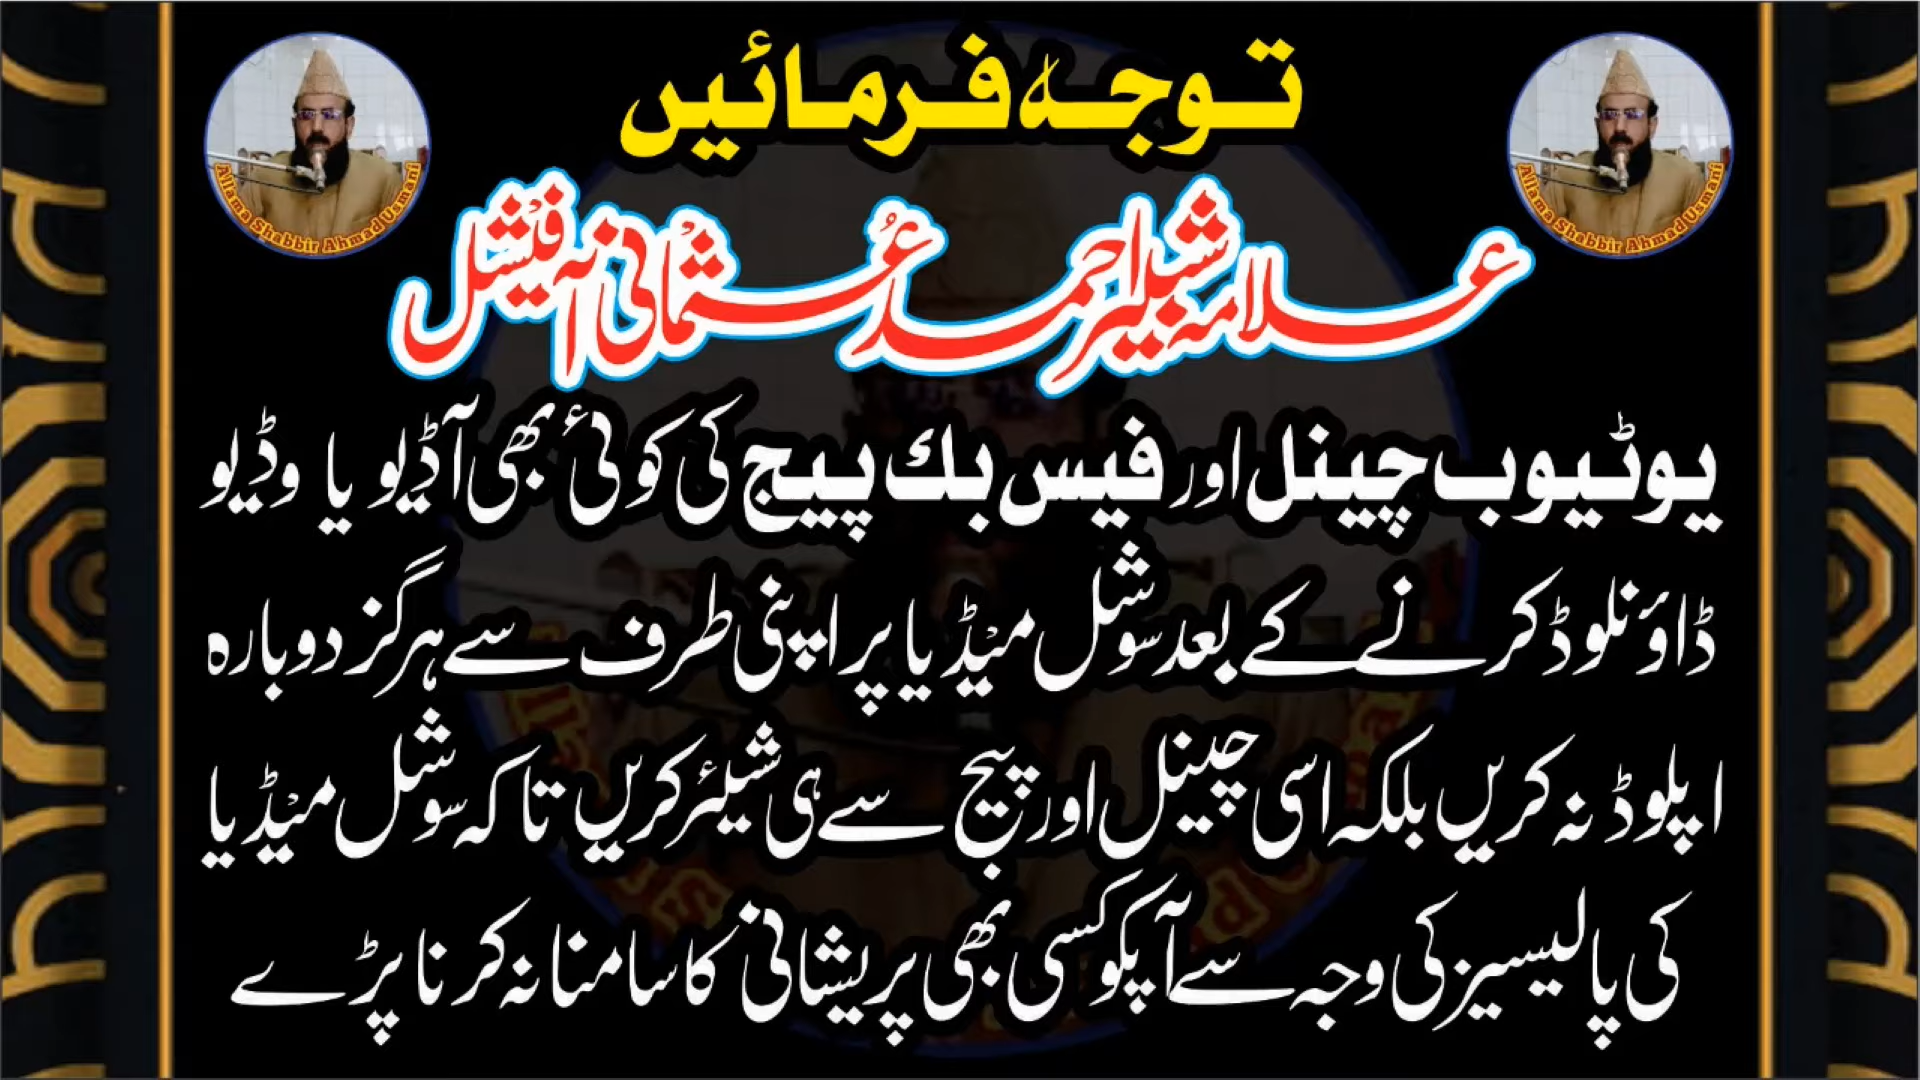 توجہ فرمائیں
علامہ شبیر احمد عثمانی آفیشل
یوٹیوب چینل اور فیس بک پیج کی کوئی بھی آڈیو یا وڈیو
ڈاؤنلوڈ کرنے کے بعد سوشل میڈیا پر اپنی طرف سے ہرگز دوبارہ
اپلوڈ نہ کریں بلکہ اسی چینل اور پیج سے ہی شیئر کریں تاکہ سوشل میڈیا
کی پالیسیز کی وجہ سے آپکو کسی بھی پریشانی کا سامنا نہ کرنا پڑے
Allama Shabbir Ahmad Usmani
Allama Shabbir Ahmad Usmani